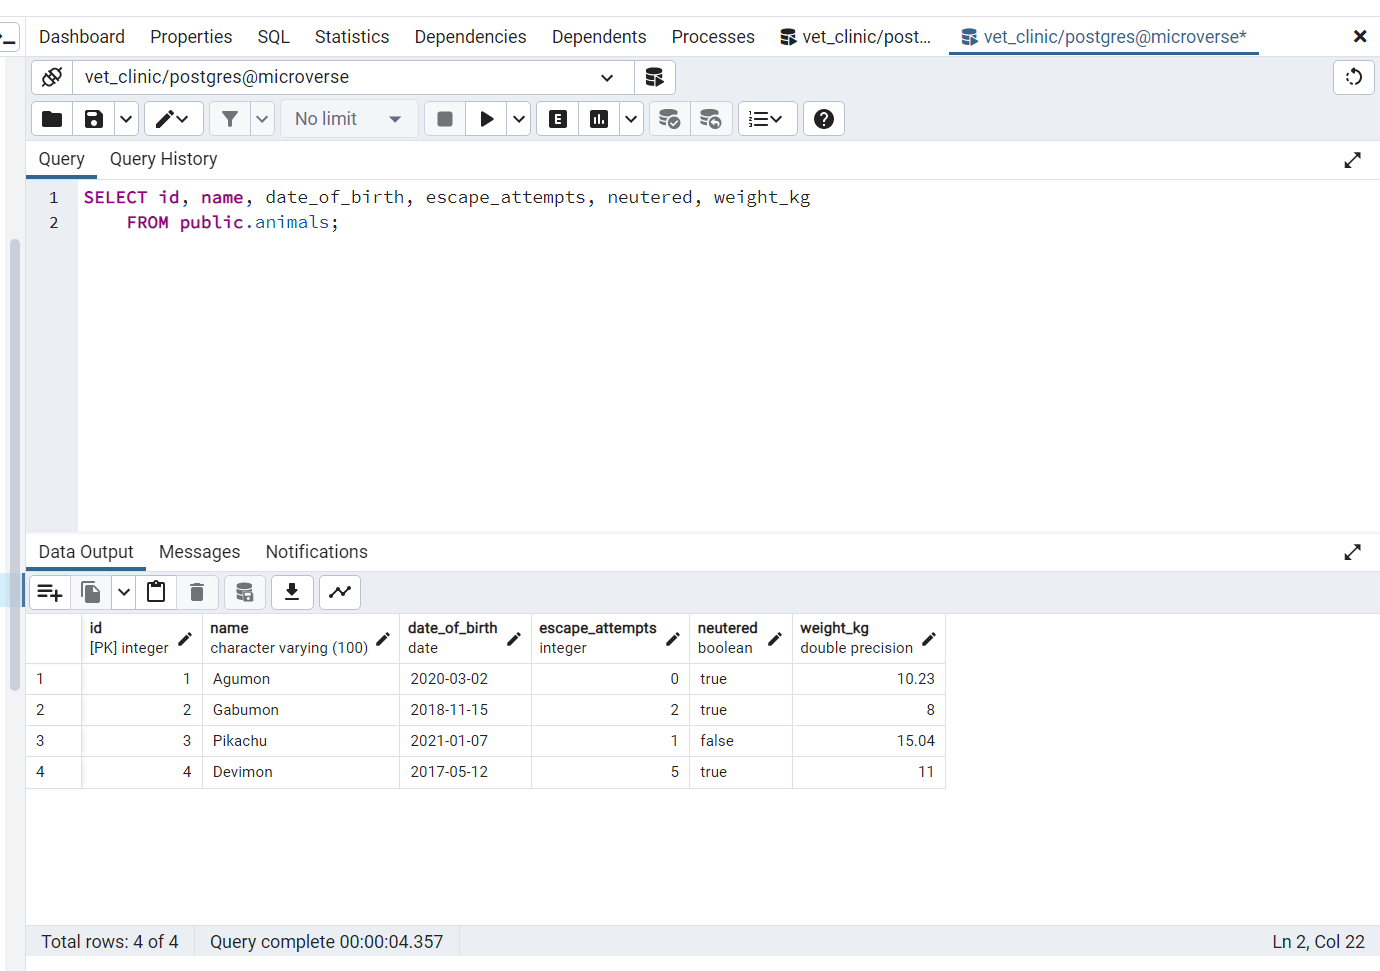 Dashboard Properties SQL Statistics Dependencies Dependents Processes vet_clinic/post... vet_clinic/postgres@microverse*
vet_clinic/postgres@microverse
No limit E
Query Query History
1 SELECT id, name, date_of_birth, escape_attempts, neutered, weight_kg
2 FROM public.animals;
Data Output Messages Notifications
id name date_of_birth escape_attempts neutered weight_kg
[PK] integer character varying (100) date integer boolean double precision
1 1 Agumon 2020-03-02 0 true 10.23
2 2 Gabumon 2018-11-15 2 true 8
3 3 Pikachu 2021-01-07 1 false 15.04
4 4 Devimon 2017-05-12 5 true 11
Total rows: 4 of 4 Query complete 00:00:04.357 Ln 2, Col 22